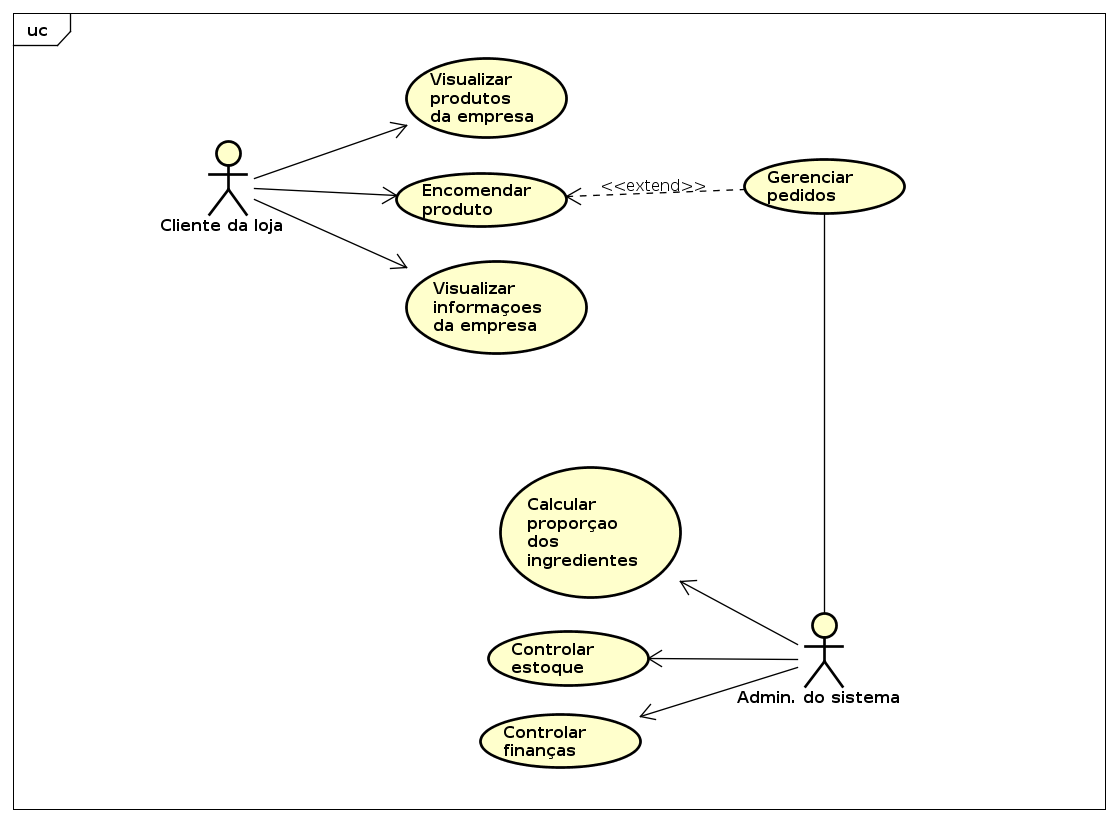 uc
Visualizar
produtos
da empresa
Cliente da loja
Encomendar
produto
<<extend>>
Gerenciar
pedidos
Visualizar
informaçoes
da empresa
Calcular
proporçao
dos
ingredientes
Controlar
estoque
Admin. do sistema
Controlar
finanças